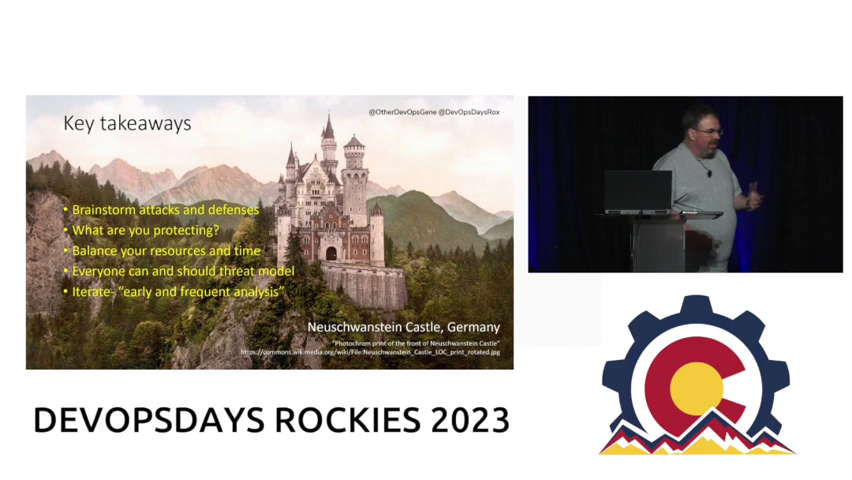 @OtherDevOpsGene @DevOpsDaysRox
Key takeaways
• Brainstorm attacks and defenses
• What are you protecting?
• Balance your resources and time
• Everyone can and should threat model
• Iterate- "early and frequent analysis"
Neuschwanstein Castle, Germany
"Photochrom print of the front of Neuschwanstein Castle"
https://commons.wikimedia.org/wiki/File:Neuschwanstein_Castle_LOC_print_rotated.jpg
DEVOPSDAYS ROCKIES 2023